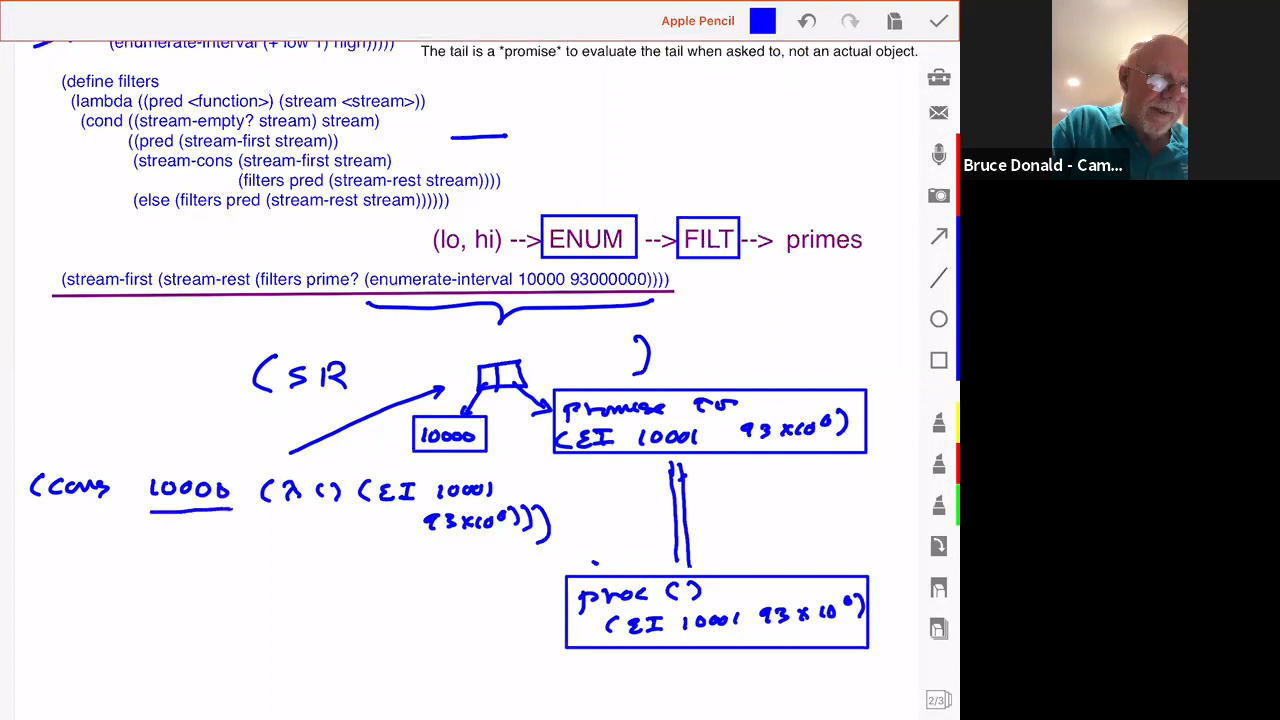 Apple Pencil
(enumerate-interval (+ low 1) high)))))
The tail is a *promise* to evaluate the tail when asked to, not an actual object.
(define filters
(lambda ((pred <function>) (stream <stream>))
(cond ((stream-empty? stream) stream)
((pred (stream-first stream))
(stream-cons (stream-first stream)
(filters pred (stream-rest stream))))
(else (filters pred (stream-rest stream))))))
(lo, hi) --> ENUM --> FILT --> primes
(stream-first (stream-rest (filters prime? (enumerate-interval 10000 93000000))))
(SR )
10000
promise to
(EI 10001 93x10⁶)
(cons 10000 (λ () (EI 10001
93x10⁶)))
proc ()
(EI 10001 93x10⁶)
2/3
Bruce Donald - Cam...